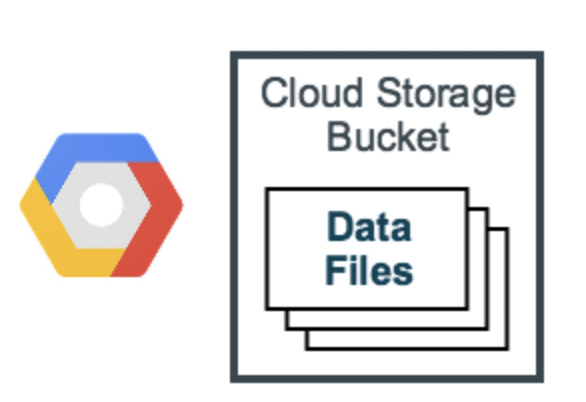 Cloud Storage
Bucket
Data
Files